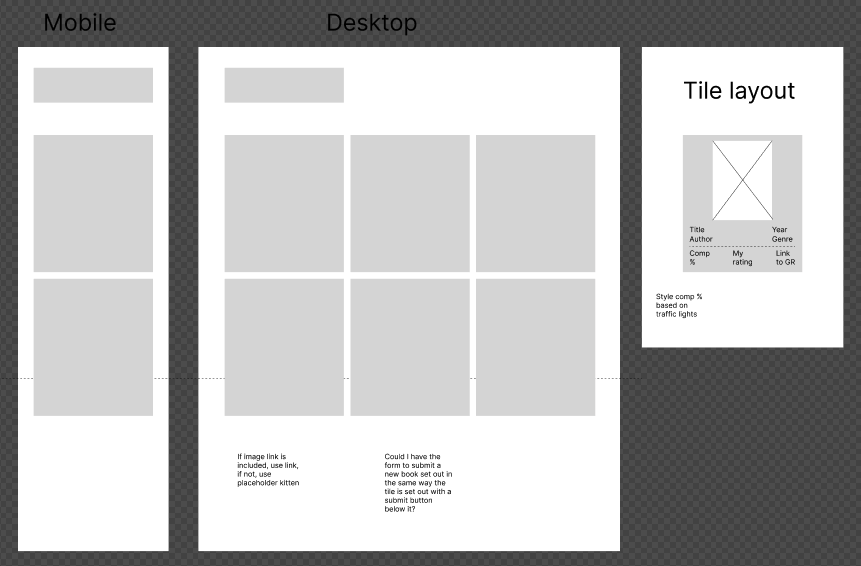 Mobile
Desktop
Tile layout
Title
Author
Year
Genre
Comp
%
My
rating
Link
to GR
Style comp %
based on
traffic lights
If image link is
included, use link,
if not, use
placeholder kitten
Could I have the
form to submit a
new book set out in
the same way the
tile is set out with a
submit button
below it?